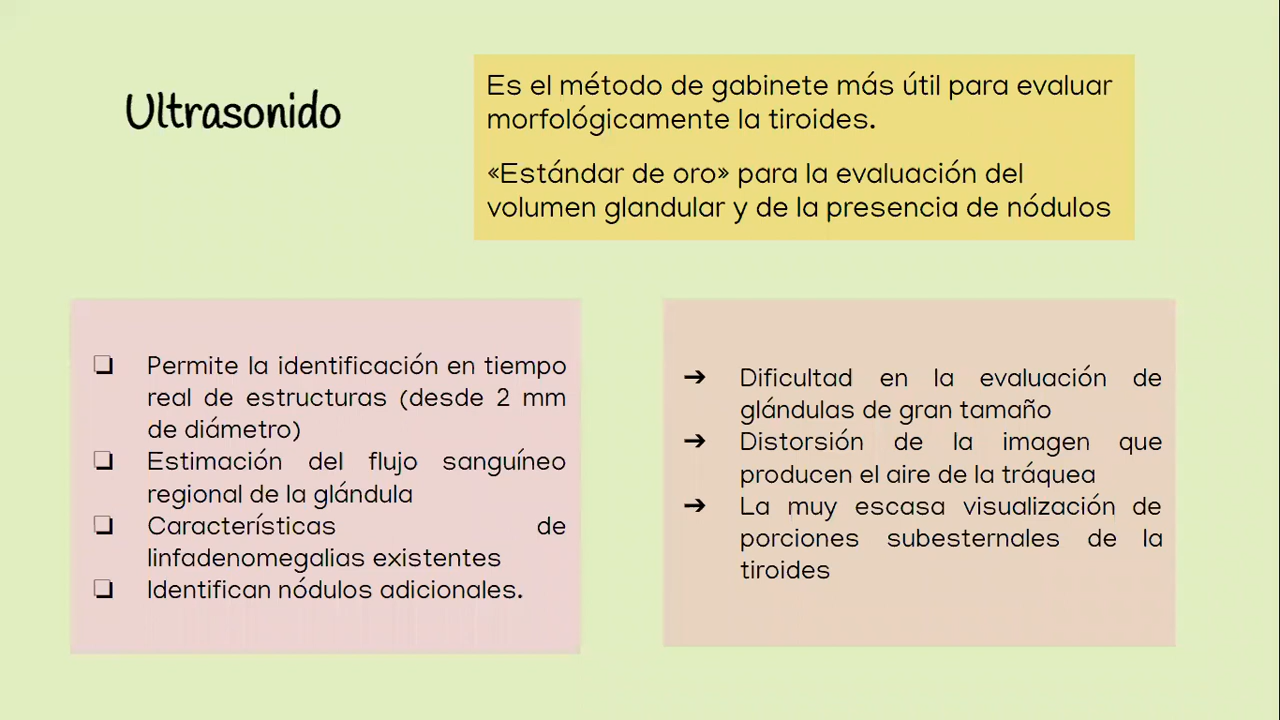 Ultrasonido
Es el método de gabinete más útil para evaluar
morfológicamente la tiroides.
«Estándar de oro» para la evaluación del
volumen glandular y de la presencia de nódulos
❏ Permite la identificación en tiempo
real de estructuras (desde 2 mm
de diámetro)
❏ Estimación del flujo sanguíneo
regional de la glándula
❏ Características de
linfadenomegalias existentes
❏ Identifican nódulos adicionales.
➔ Dificultad en la evaluación de
glándulas de gran tamaño
➔ Distorsión de la imagen que
producen el aire de la tráquea
➔ La muy escasa visualización de
porciones subesternales de la
tiroides